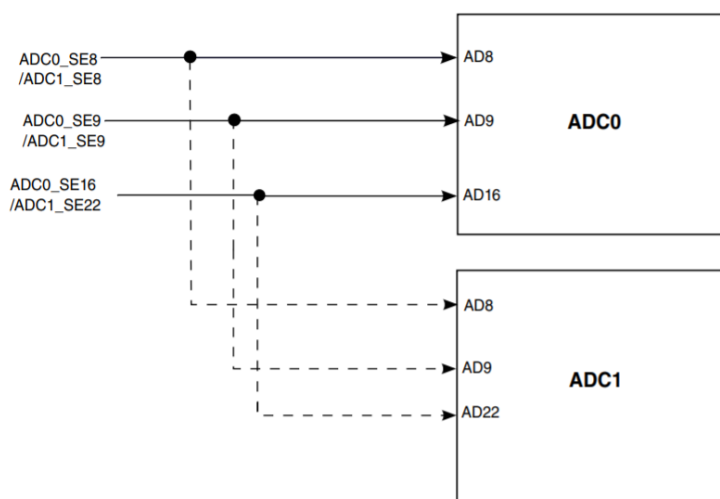 ADC0_SE8
/ADC1_SE8
AD8
ADC0_SE9
/ADC1_SE9
AD9
ADC0
ADC0_SE16
/ADC1_SE22
AD16
AD8
AD9
ADC1
AD22